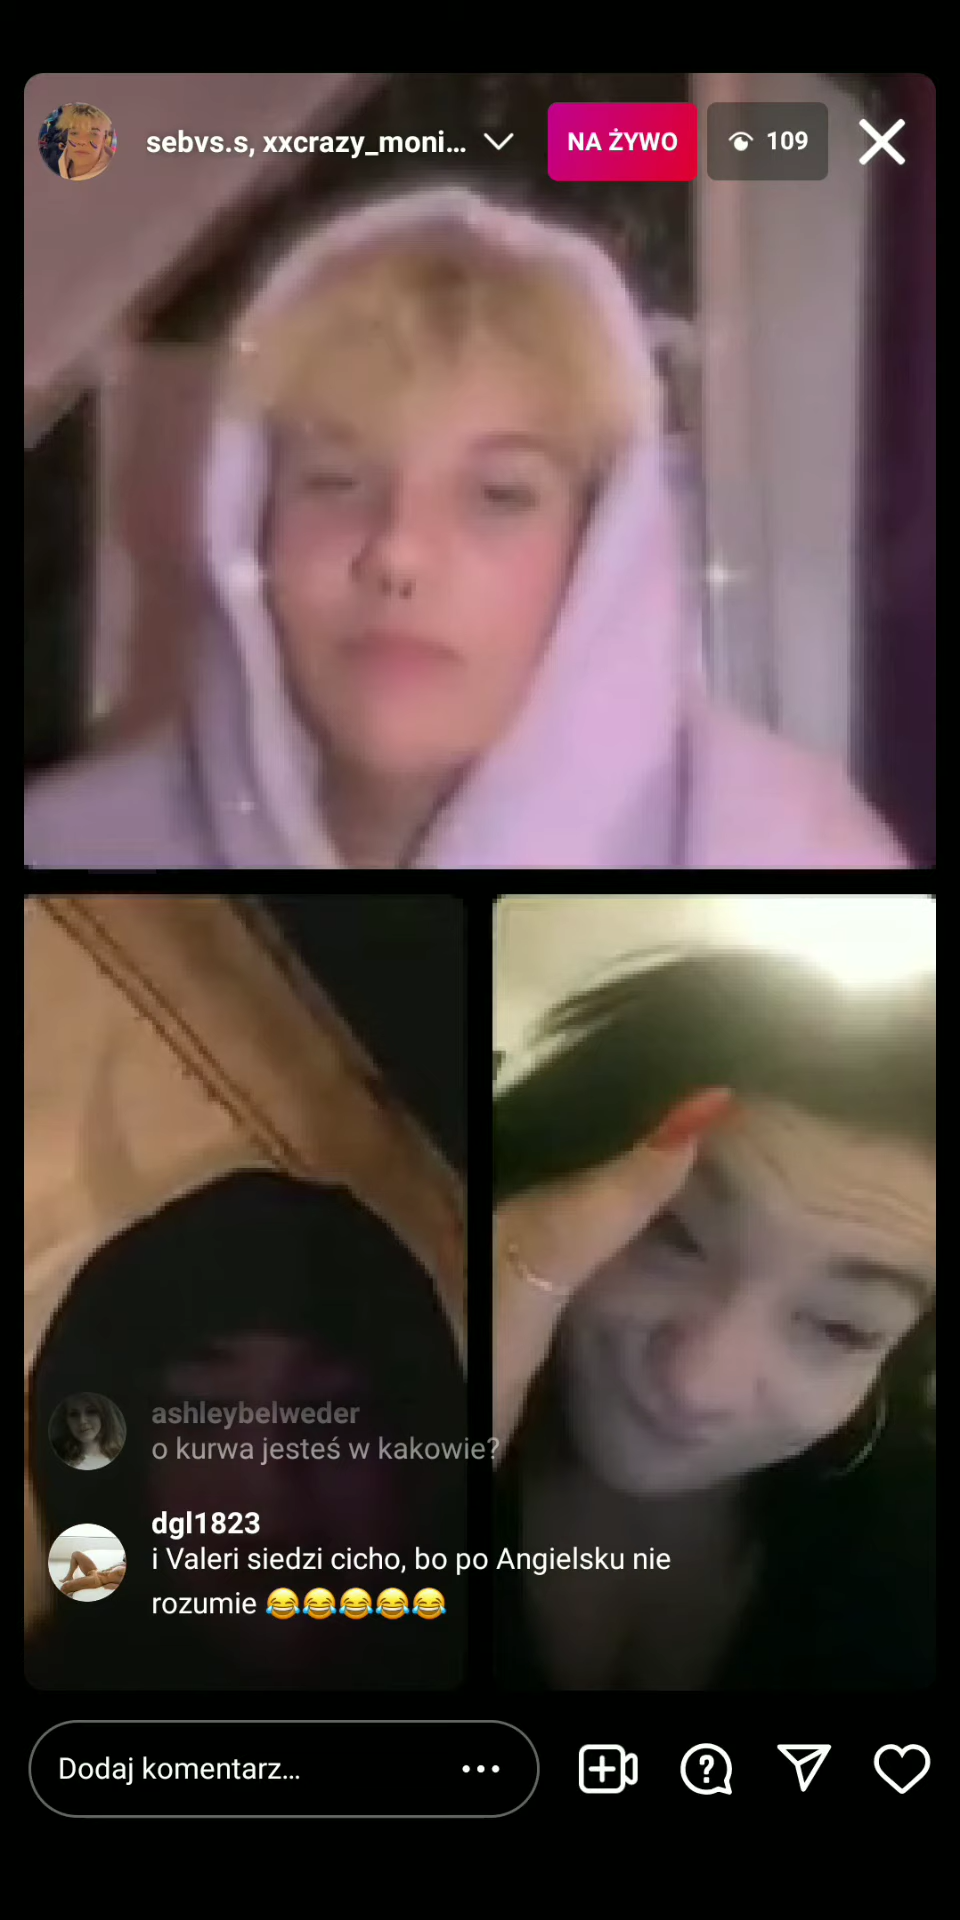 sebvs.s, xxcrazy_moni...
NA ŻYWO
109
ashleybelweder
o kurwa jesteś w kakowie?
dgl1823
i Valeri siedzi cicho, bo po Angielsku nie
rozumie 😂😂😂😂😂
Dodaj komentarz...